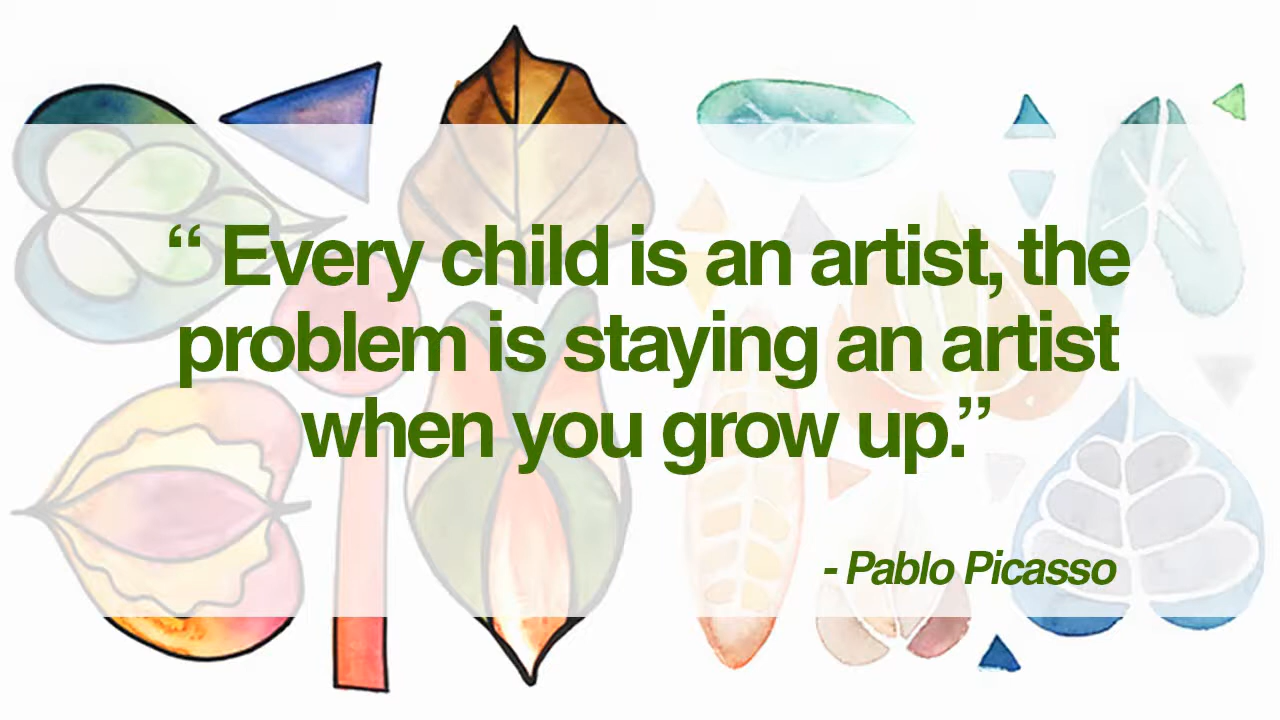 “ Every child is an artist, the
problem is staying an artist
when you grow up.”
- Pablo Picasso